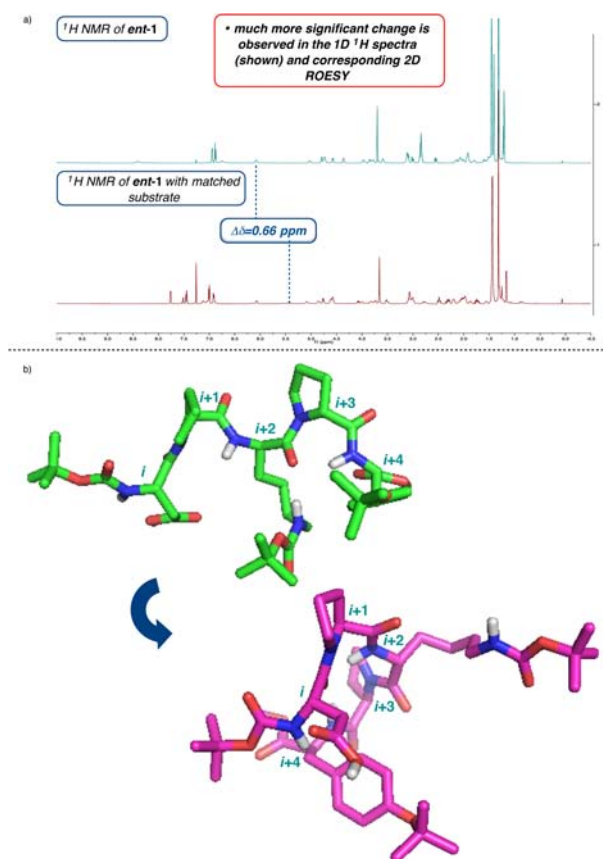 a)
¹H NMR of ent-1
• much more significant change is
observed in the 1D ¹H spectra
(shown) and corresponding 2D
ROESY
¹H NMR of ent-1 with matched
substrate
Δδ=0.66 ppm
b)
i+1
i+3
i+2
i+4
i
i+1
i+2
i
i+3
i+4